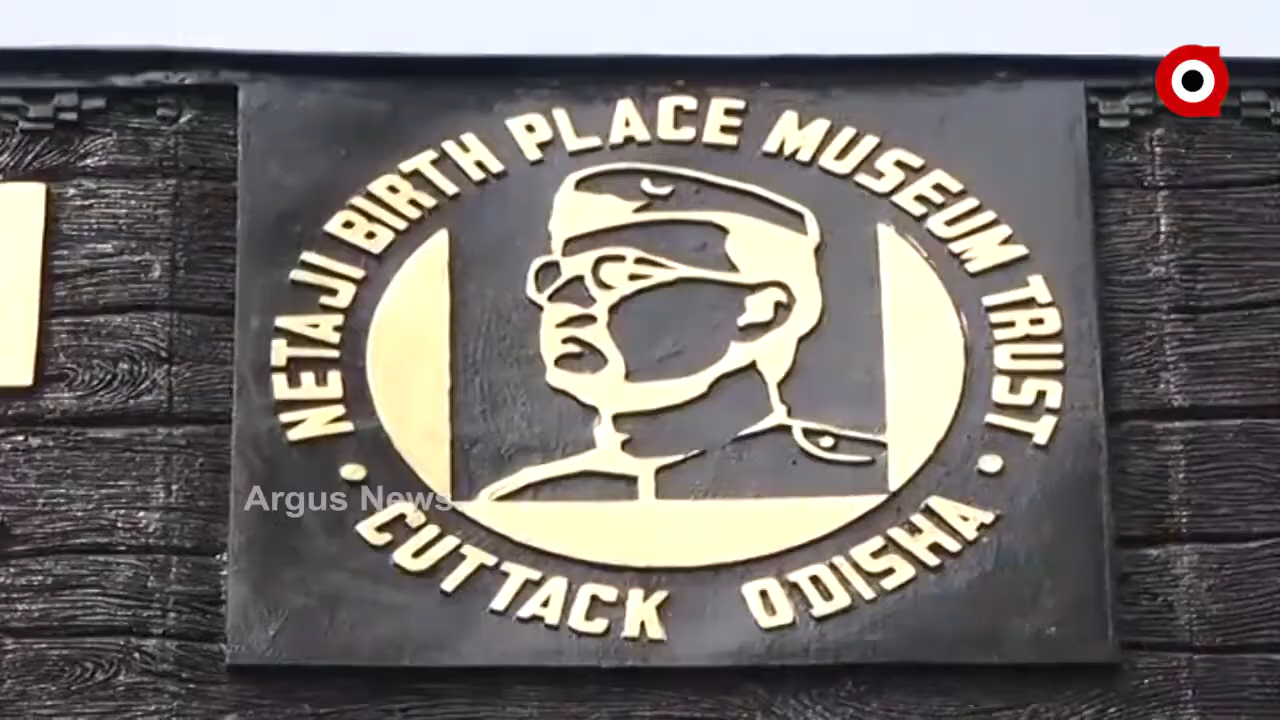 NETAJI BIRTH PLACE MUSEUM TRUST
Argus News
• CUTTACK ODISHA •